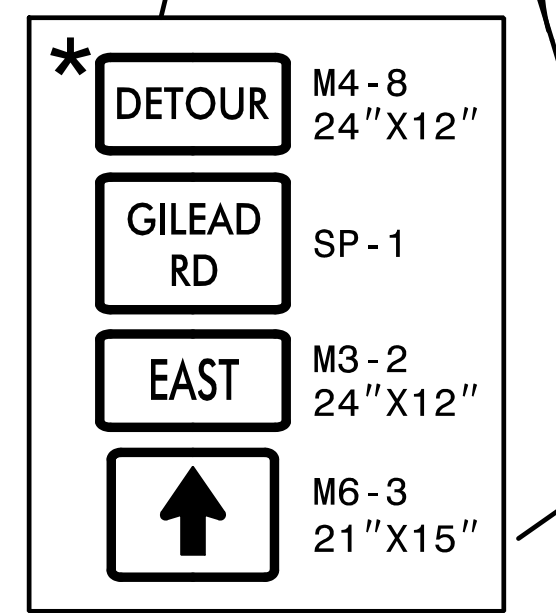 *
DETOUR
M4-8
24"X12"
GILEAD
RD
SP-1
EAST
M3-2
24"X12"
M6-3
21"X15"